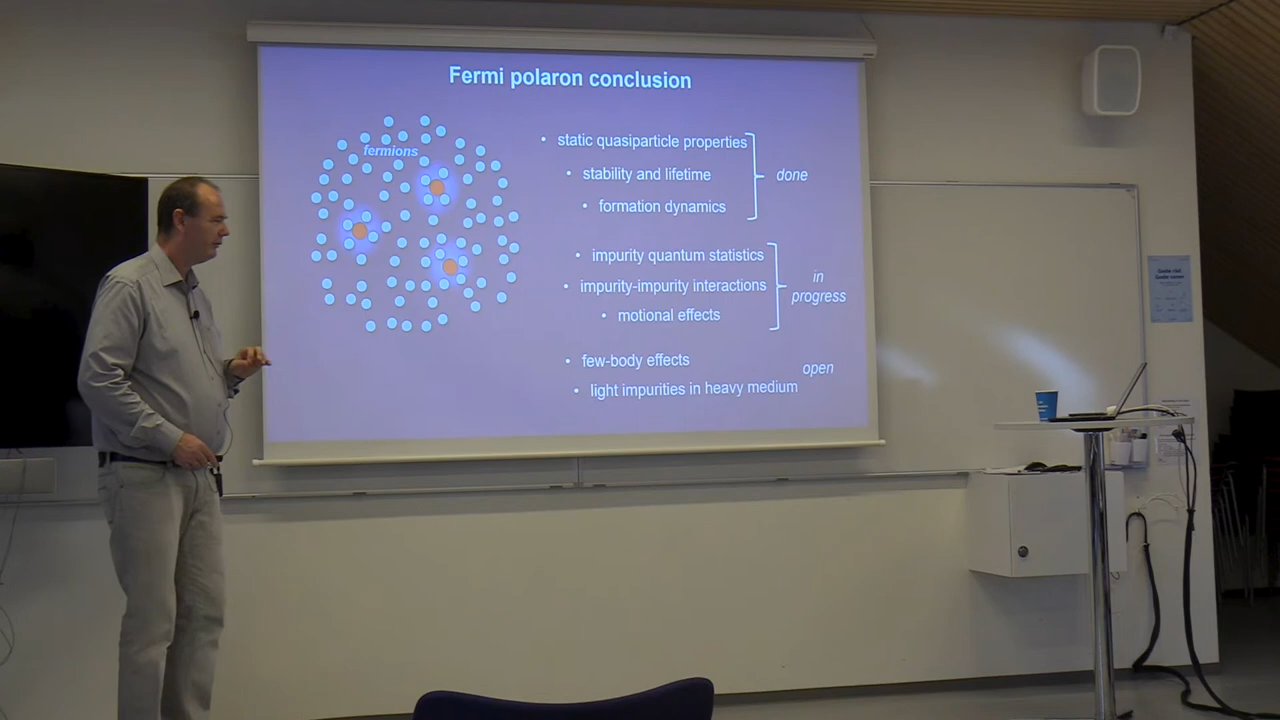 Fermi polaron conclusion
fermions
• static quasiparticle properties
• stability and lifetime
• formation dynamics
done
• impurity quantum statistics
• impurity-impurity interactions
• motional effects
in
progress
• few-body effects
• light impurities in heavy medium
open